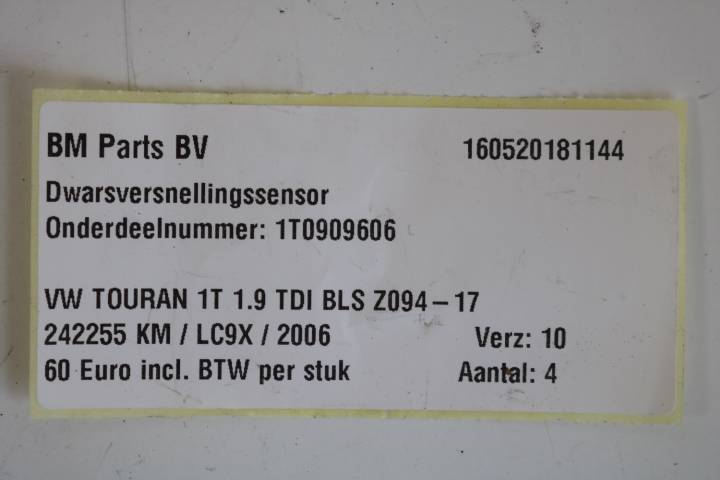 BM Parts BV 160520181144
Dwarsversnellingssensor
Onderdeelnummer: 1T0909606
VW TOURAN 1T 1.9 TDI BLS Z094-17
242255 KM / LC9X / 2006 Verz: 10
60 Euro incl. BTW per stuk Aantal: 4